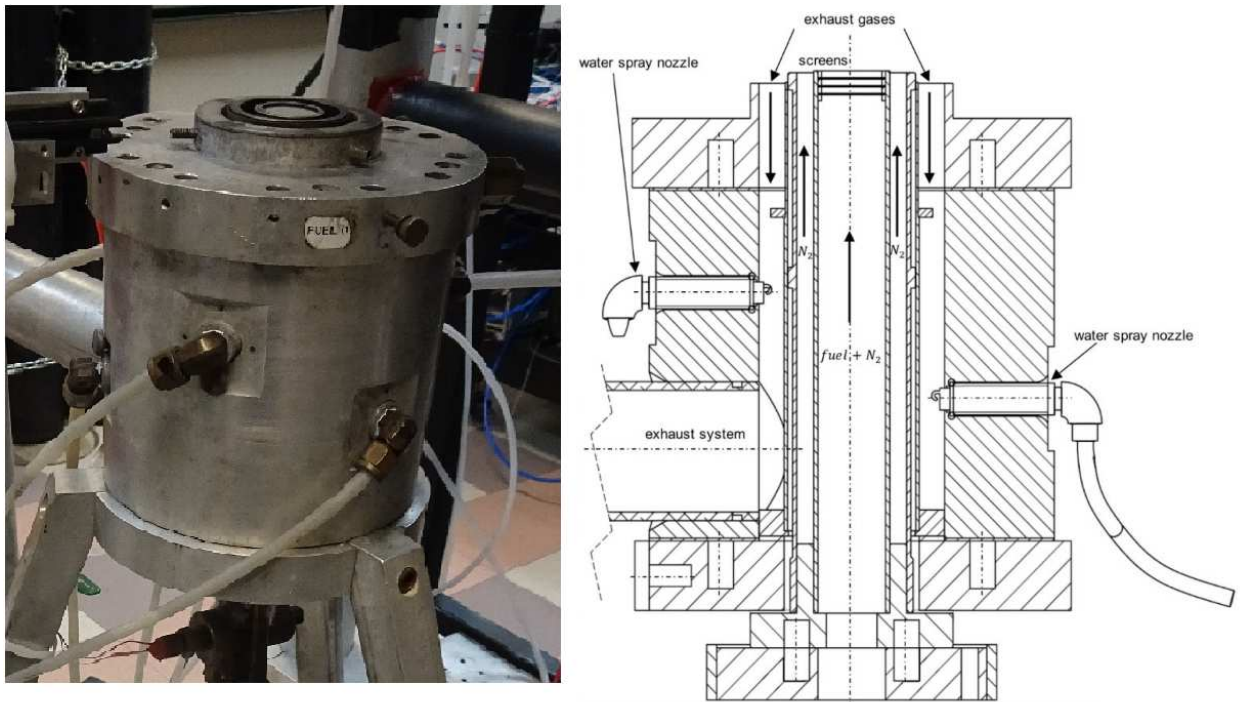 FUEL
exhaust gases
water spray nozzle
screens
N₂
N₂
water spray nozzle
fuel + N₂
exhaust system